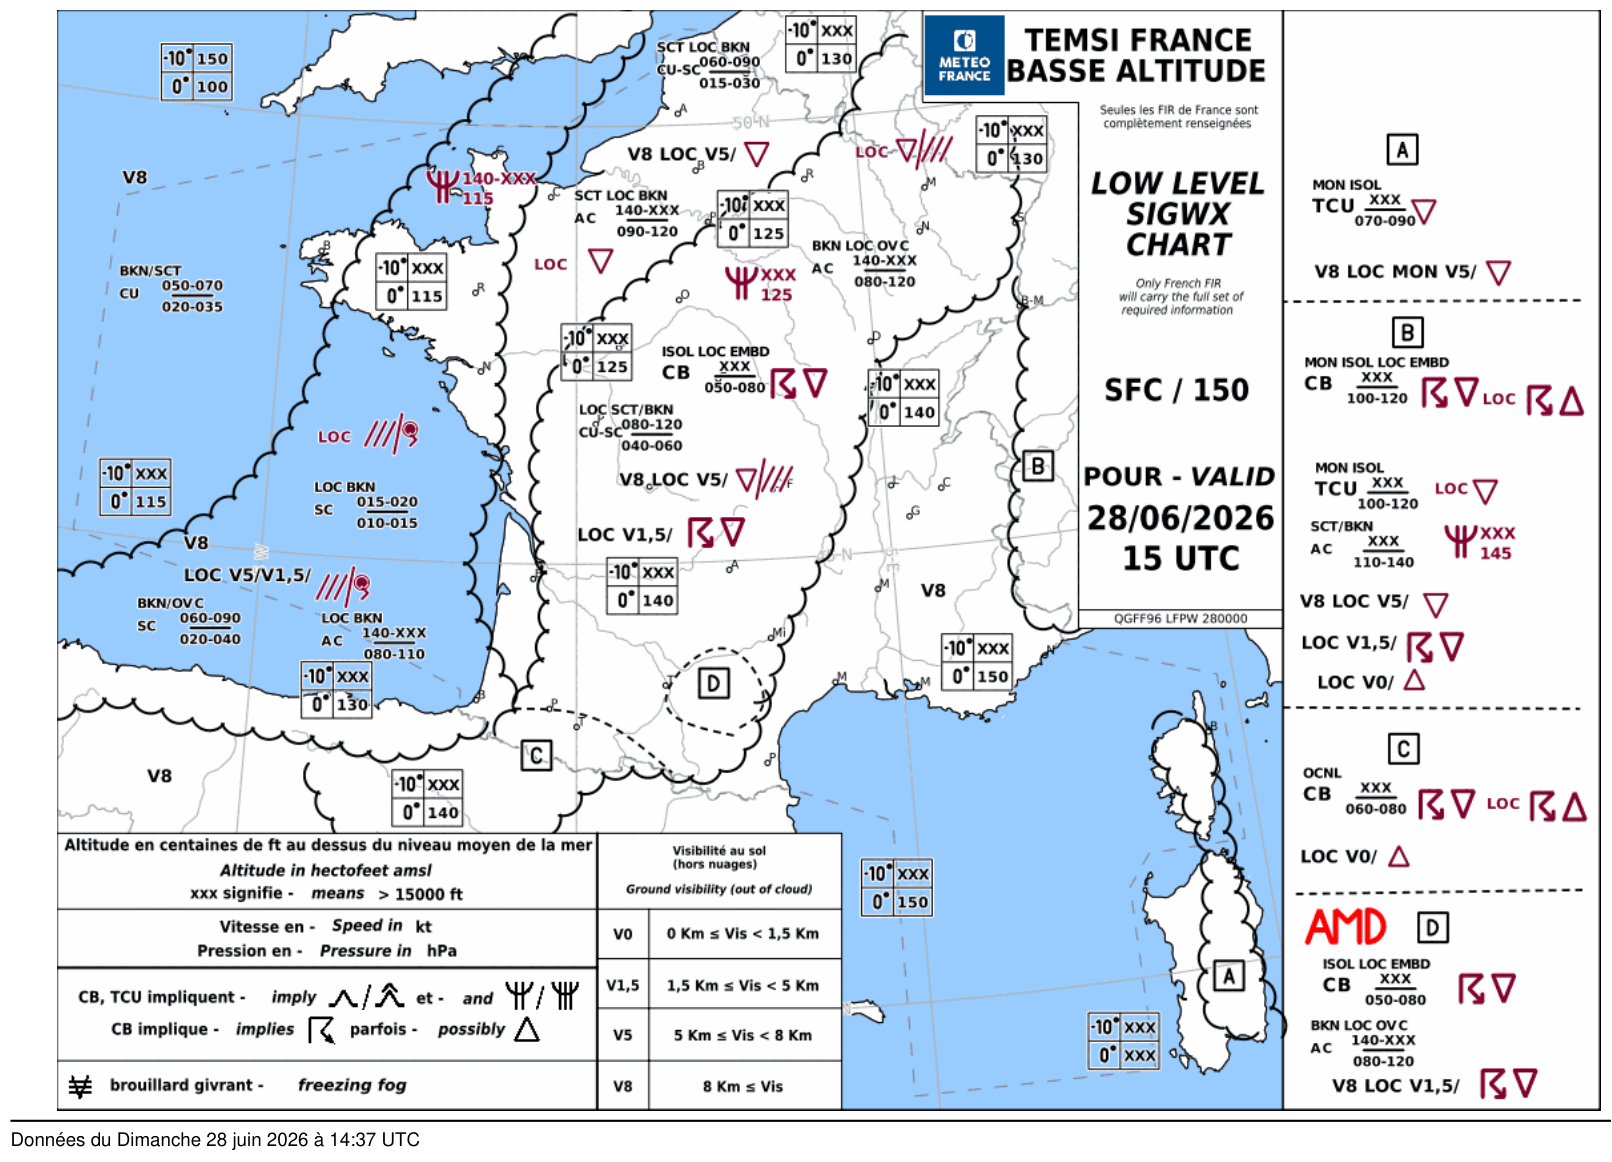 TEMSI FRANCE
BASSE ALTITUDE
METEO
FRANCE
Seules les FIR de France sont
complètement renseignées
LOW LEVEL
SIGWX
CHART
Only French FIR
will carry the full set of
required information
SFC / 150
POUR - VALID
28/06/2026
15 UTC
QGFF96 LFPW 280000
-10° 150
0° 100
V8
BKN/SCT
CU 050-070
020-035
-10° XXX
0° 115
V8
LOC
LOC BKN
SC 015-020
010-015
LOC V5/V1,5/
BKN/OVC
SC 060-090
020-040
LOC BKN
AC 140-XXX
080-110
-10° XXX
0° 130
V8
-10° XXX
0° 140
140-XXX
115
-10° XXX
0° 115
SCT LOC BKN
CU-SC 060-090
015-030
-10° XXX
0° 130
50°N
V8 LOC V5/
SCT LOC BKN
AC 140-XXX
090-120
LOC
-10° XXX
0° 125
LOC
-10° XXX
0° 130
BKN LOC OVC
AC 140-XXX
080-120
XXX
125
-10° XXX
0° 125
ISOL LOC EMBD
CB XXX
050-080
LOC SCT/BKN
CU-SC 080-120
040-060
V8 LOC V5/
LOC V1,5/
-10° XXX
0° 140
-10° XXX
0° 140
V8
-10° XXX
0° 150
B
C
D
A
-10° XXX
0° 150
-10° XXX
0° XXX
A
MON ISOL
TCU XXX
070-090
V8 LOC MON V5/
B
MON ISOL LOC EMBD
CB XXX
100-120
LOC
MON ISOL
TCU XXX
100-120
LOC
SCT/BKN
AC XXX
110-140
XXX
145
V8 LOC V5/
LOC V1,5/
LOC V0/
C
OCNL
CB XXX
060-080
LOC
LOC V0/
AMD D
ISOL LOC EMBD
CB XXX
050-080
BKN LOC OVC
AC 140-XXX
080-120
V8 LOC V1,5/
Altitude en centaines de ft au dessus du niveau moyen de la mer
Altitude in hectofeet amsl
xxx signifie - means > 15000 ft
Vitesse en - Speed in kt
Pression en - Pressure in hPa
CB, TCU impliquent - imply / et - and /
CB implique - implies parfois - possibly
brouillard givrant - freezing fog
Visibilité au sol
(hors nuages)
Ground visibility (out of cloud)
V0 0 Km ≤ Vis < 1,5 Km
V1,5 1,5 Km ≤ Vis < 5 Km
V5 5 Km ≤ Vis < 8 Km
V8 8 Km ≤ Vis
Données du Dimanche 28 juin 2026 à 14:37 UTC